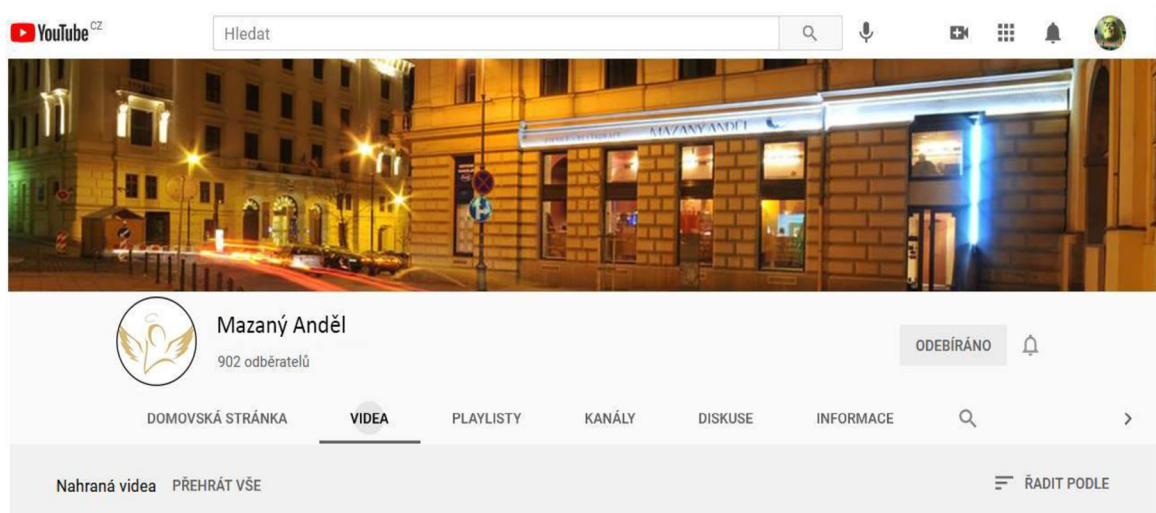 YouTube CZ
Hledat
MAZANÝ ANDĚL
Mazaný Anděl
902 odběratelů
ODEBÍRÁNO
DOMOVSKÁ STRÁNKA VIDEA PLAYLISTY KANÁLY DISKUSE INFORMACE
Nahraná videa PŘEHRÁT VŠE
ŘADIT PODLE